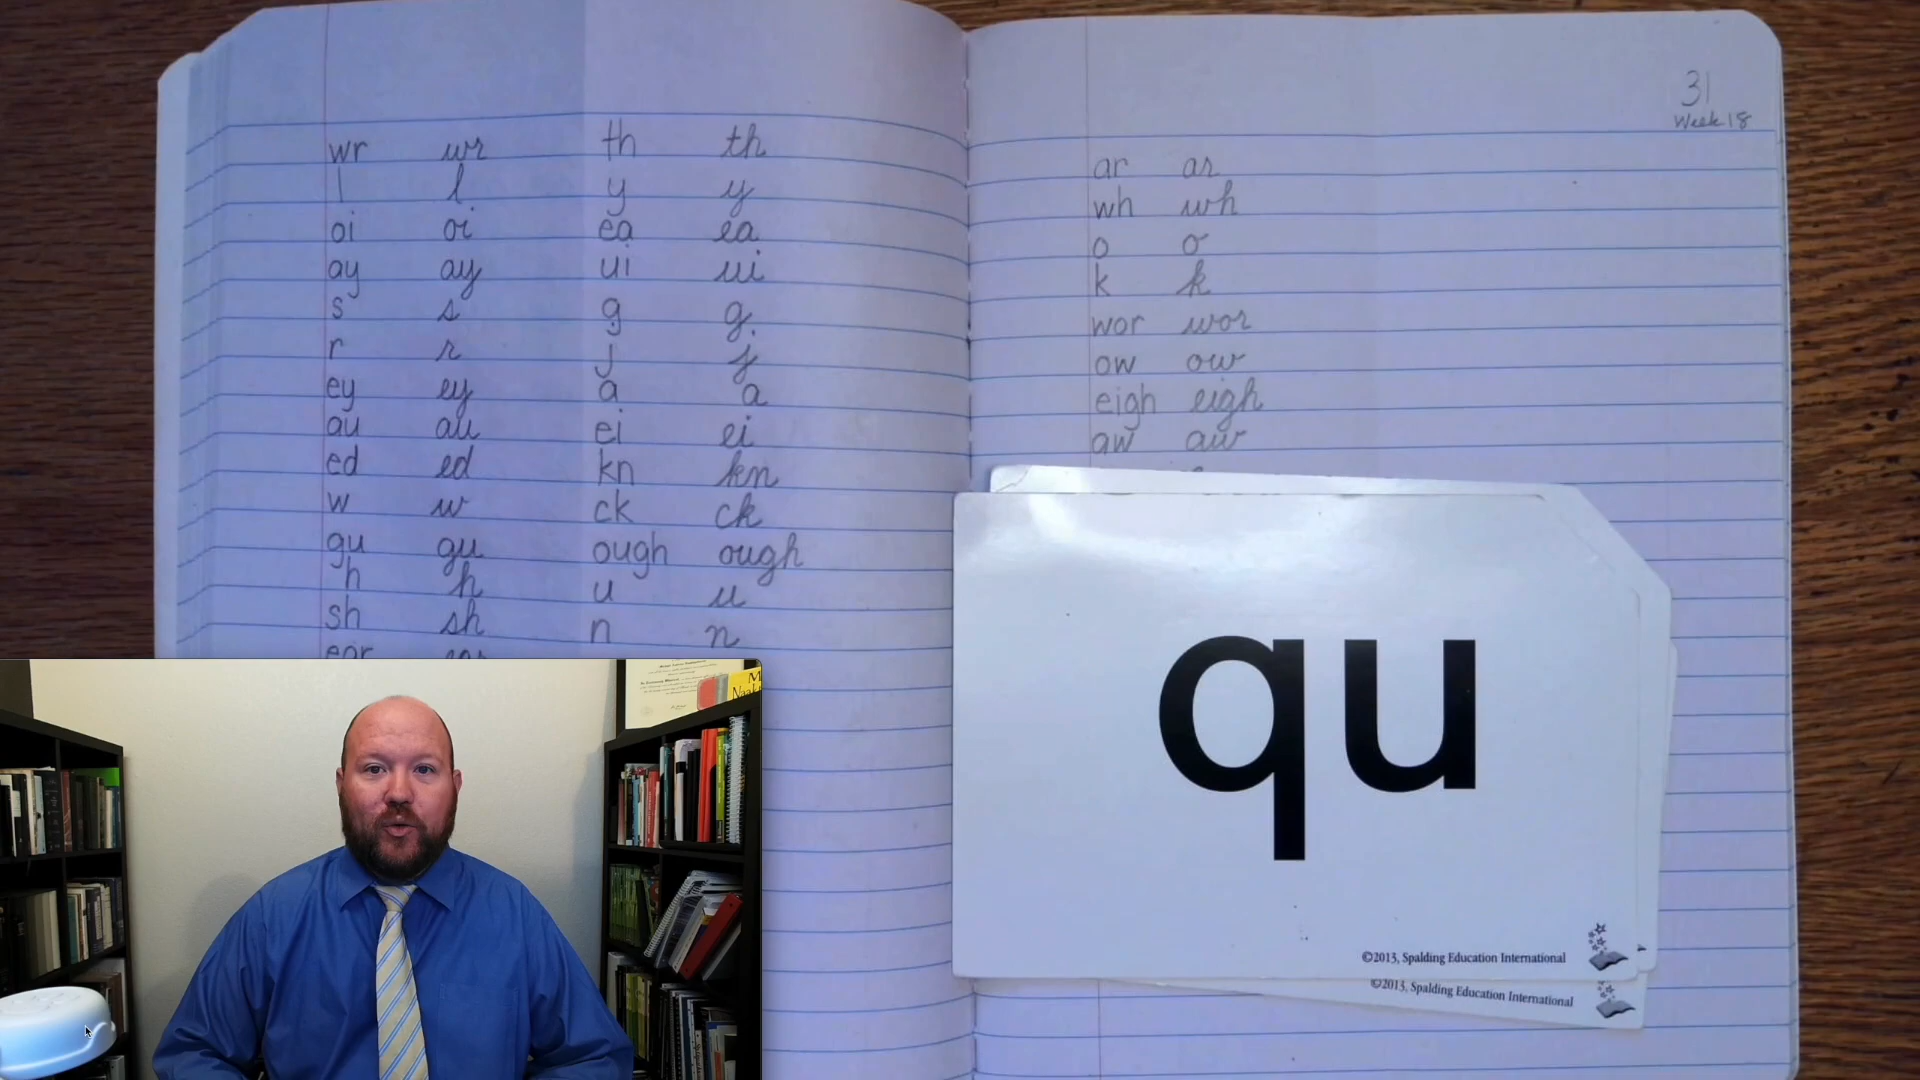 wr wr th th
l l y y
oi oi ea ea
ay ay ui ui
s s g g
r r j j
ey ey a a
au au ei ei
ed ed kn kn
w w ck ck
gu gu ough ough
h h u u
sh sh n n
ear ear
31
Week 18
ar ar
wh wh
o o
k k
wor wor
ow ow
eigh eigh
aw aw
qu
©2013, Spalding Education International
©2013, Spalding Education International